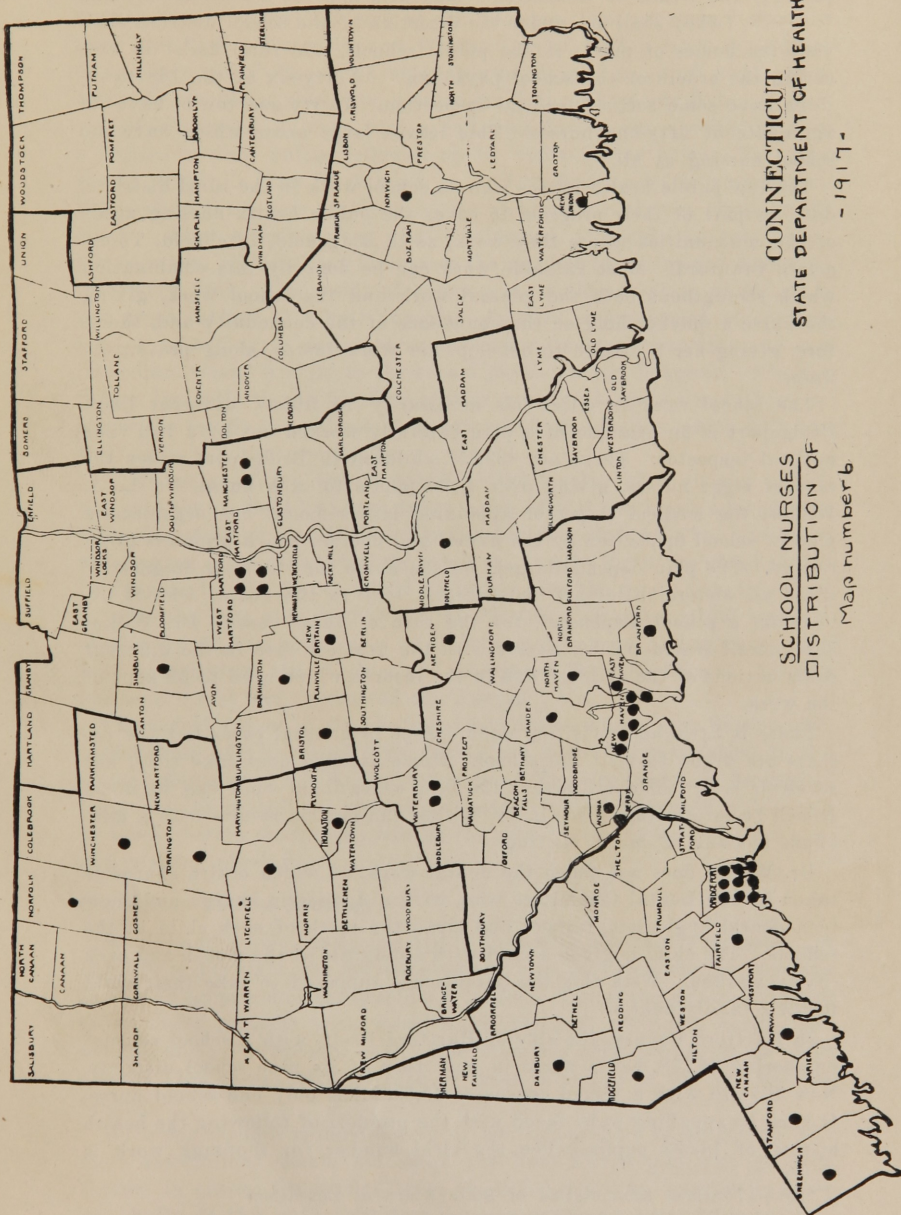 SALISBURY
NORTH CANAAN
NORFOLK
COLEBROOK
HARTLAND
GRANBY
SUFFIELD
ENFIELD
SOMERS
STAFFORD
UNION
WOODSTOCK
THOMPSON
CANAAN
WINCHESTER
BARKHAMSTED
EAST GRANBY
WINDSOR LOCKS
EAST WINDSOR
ELLINGTON
WILLINGTON
ASHFORD
EASTFORD
POMFRET
PUTNAM
KILLINGLY
SHARON
CORNWALL
GOSHEN
TORRINGTON
NEW HARTFORD
CANTON
SIMSBURY
BLOOMFIELD
WINDSOR
SOUTH WINDSOR
VERNON
TOLLAND
MANSFIELD
CHAPLIN
HAMPTON
BROOKLYN
KENT
WARREN
LITCHFIELD
HARWINTON
BURLINGTON
AVON
WEST HARTFORD
HARTFORD
EAST HARTFORD
MANCHESTER
BOLTON
COVENTR
ANDOVER
COLUMBIA
WINDHAM
SCOTLAND
CANTERBURY
PLAINFIELD
STERLING
WASHINGTON
MORRIS
BETHLEHEM
WATERTOWN
THOMASTON
PLYMOUTH
BRISTOL
FARMINGTON
PLAINVILLE
NEW BRITAIN
NEWINGTON
WETHERSFIELD
ROCKY HILL
GLASTONBURY
HEBRON
MARLBOROUGH
LEBANON
FRANKLIN
SPRAGUE
LISBON
GRISWOLD
VOLUNTOWN
NEW MILFORD
BRIDGE-WATER
ROXBURY
WOODBURY
MIDDLEBURY
WATERBURY
WOLCOTT
SOUTHINGTON
BERLIN
CROMWELL
PORTLAND
EAST HAMPTON
COLCHESTER
BOZRAH
NORWICH
PRESTON
NORTH STONINGTON
SHERMAN
NEW FAIRFIELD
BROOKFIELD
SOUTHBURY
OXFORD
NAUGATUCK
PROSPECT
CHESHIRE
MERIDEN
MIDDLETOWN
MIDDLEFIELD
HADDAM
EAST HADDAM
SALEM
MONTVILLE
LEDYARD
STONINGTON
DANBURY
BETHEL
NEWTOWN
MONROE
SEYMOUR
BEACON FALLS
BETHANY
WALLINGFORD
DURHAM
KILLINGWORTH
CHESTER
LYME
EAST LYME
WATERFORD
NEW LONDON
GROTON
RIDGEFIELD
REDDING
EASTON
TRUMBULL
SHELTON
ANSONIA
DERBY
WOODBRIDGE
HAMDEN
NORTH HAVEN
NORTH BRANFORD
GUILFORD
MADISON
CLINTON
WESTBROOK
SAYBROOK
ESSEX
OLD SAYBROOK
OLD LYME
WILTON
WESTON
FAIRFIELD
BRIDGEPORT
STRATFORD
MILFORD
ORANGE
NEW HAVEN
EAST HAVEN
BRANFORD
NEW CANAAN
NORWALK
WESTPORT
DARIEN
STAMFORD
GREENWICH
CONNECTICUT
STATE DEPARTMENT OF HEALTH
-1917-
SCHOOL NURSES
DISTRIBUTION OF
Map number 6